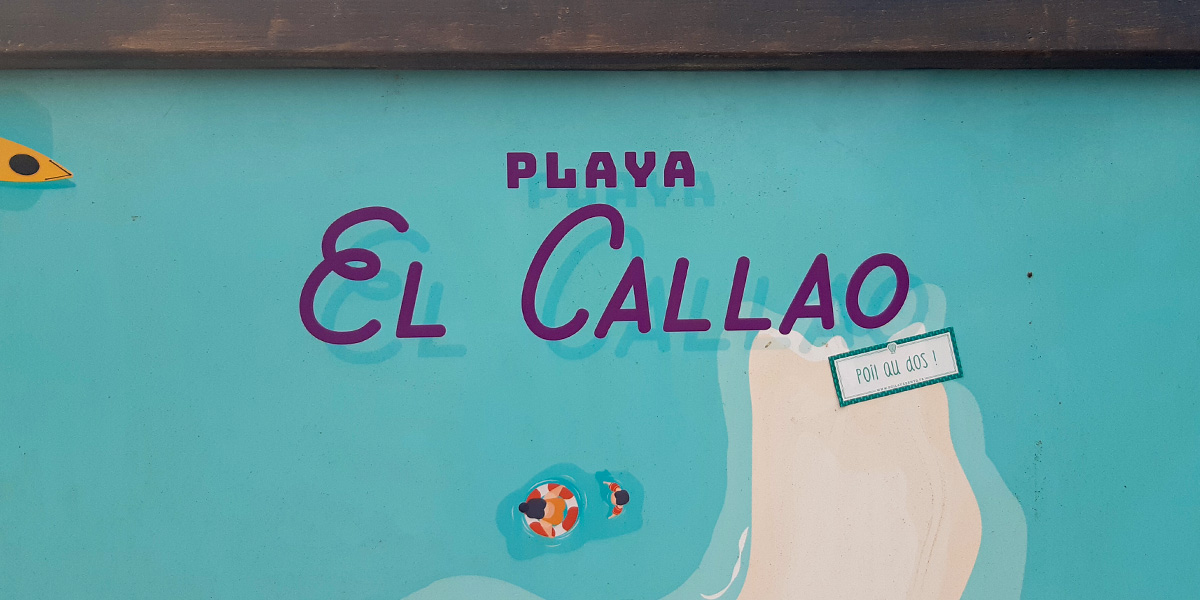 PLAYA
EL CALLAO
Poil au dos !